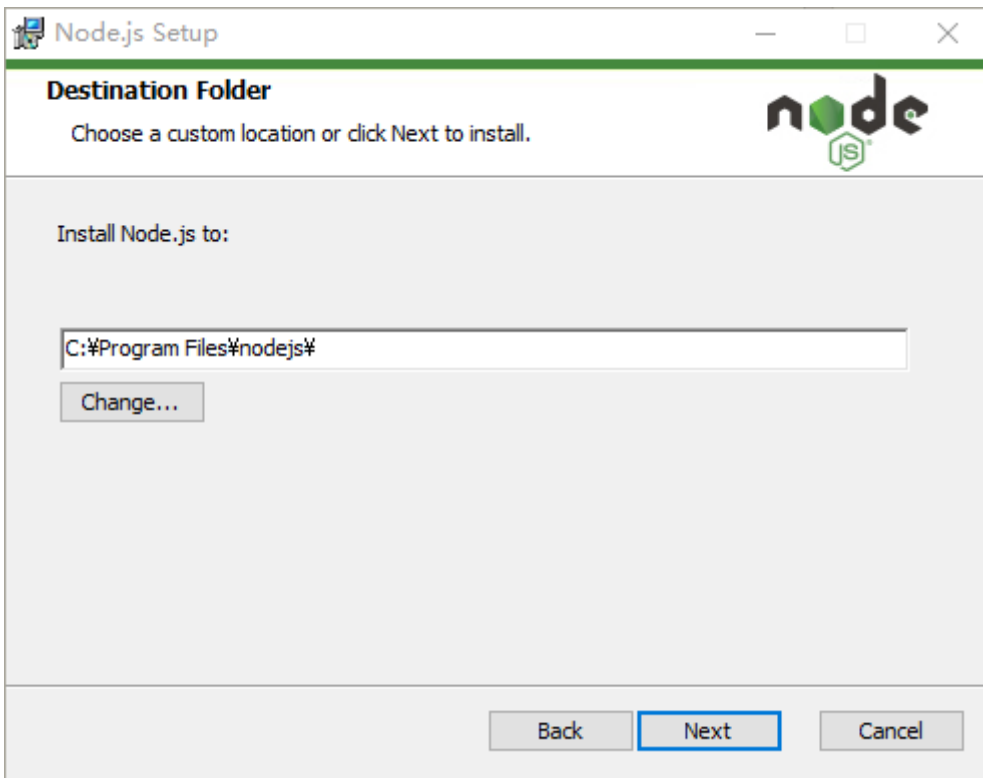 Node.js Setup
Destination Folder
Choose a custom location or click Next to install.
node
JS
Install Node.js to:
C:¥Program Files¥nodejs¥
Change...
Back Next Cancel